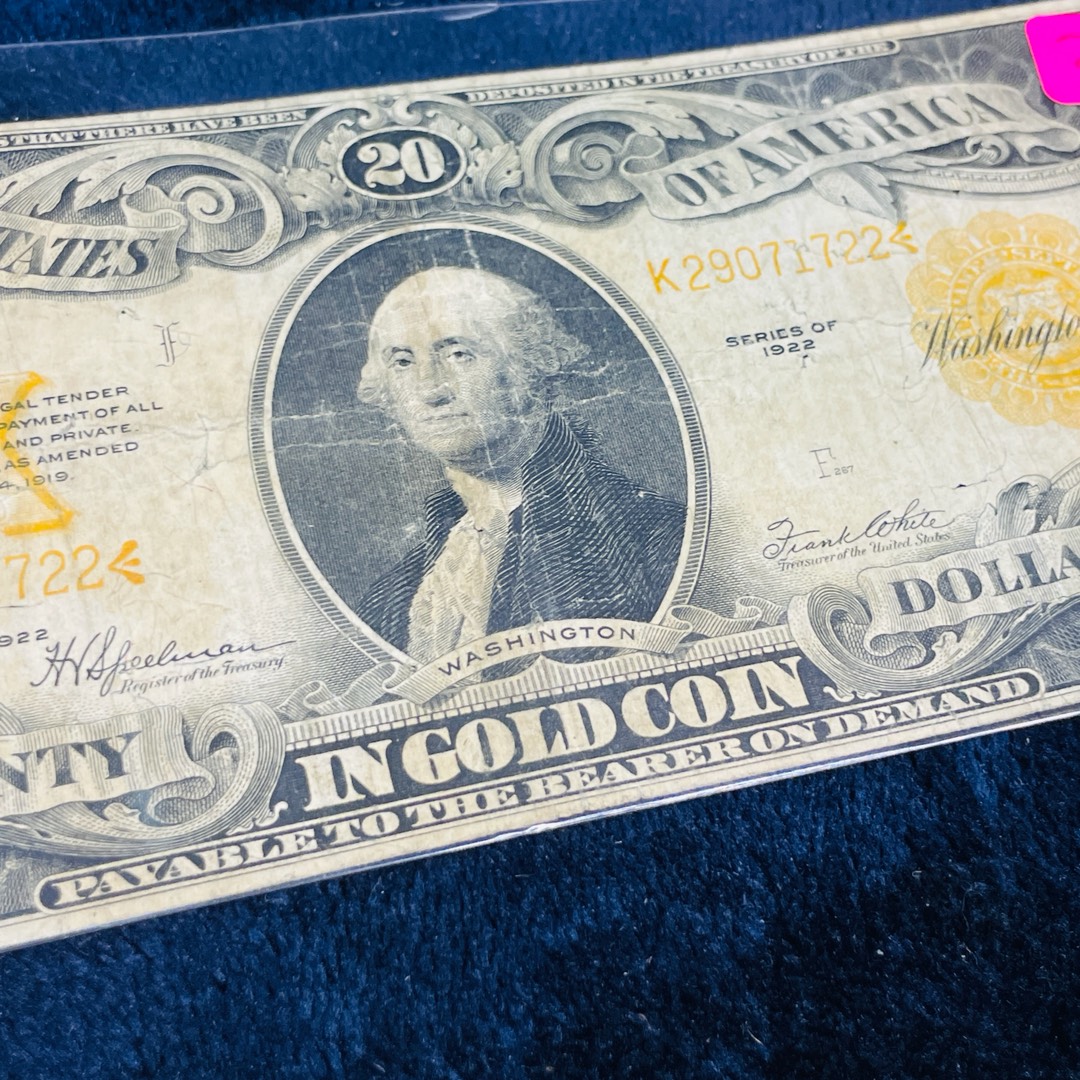 THAT THERE HAVE BEEN
DEPOSITED IN THE TREASURY OF THE
20
TATES
OF AMERICA
K29071722
F
SERIES OF
1922
Washingto
GAL TENDER
PAYMENT OF ALL
AND PRIVATE.
AS AMENDED
4, 1919.
F 287
722
Frank White
Treasurer of the United States.
922
H V Speelman
Register of the Treasury.
WASHINGTON
DOLLA
NTY
IN GOLD COIN
PAYABLE TO THE BEARER ON DEMAND